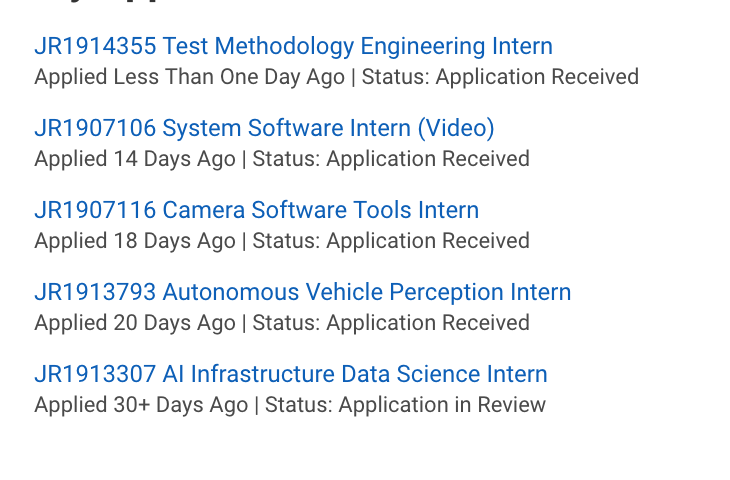 JR1914355 Test Methodology Engineering Intern
Applied Less Than One Day Ago | Status: Application Received
JR1907106 System Software Intern (Video)
Applied 14 Days Ago | Status: Application Received
JR1907116 Camera Software Tools Intern
Applied 18 Days Ago | Status: Application Received
JR1913793 Autonomous Vehicle Perception Intern
Applied 20 Days Ago | Status: Application Received
JR1913307 AI Infrastructure Data Science Intern
Applied 30+ Days Ago | Status: Application in Review